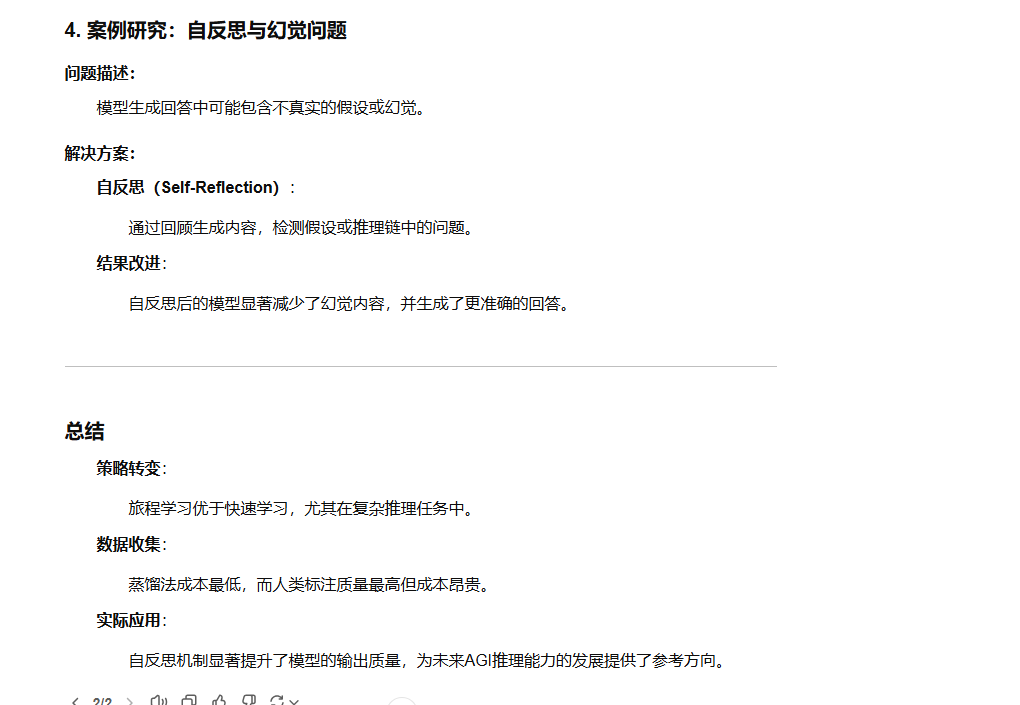 4. 案例研究：自反思与幻觉问题
问题描述：
模型生成回答中可能包含不真实的假设或幻觉。
解决方案：
自反思（Self-Reflection）:
通过回顾生成内容，检测假设或推理链中的问题。
结果改进:
自反思后的模型显著减少了幻觉内容，并生成了更准确的回答。
总结
策略转变:
旅程学习优于快速学习，尤其在复杂推理任务中。
数据收集:
蒸馏法成本最低，而人类标注质量最高但成本昂贵。
实际应用:
自反思机制显著提升了模型的输出质量，为未来AGI推理能力的发展提供了参考方向。
2/2